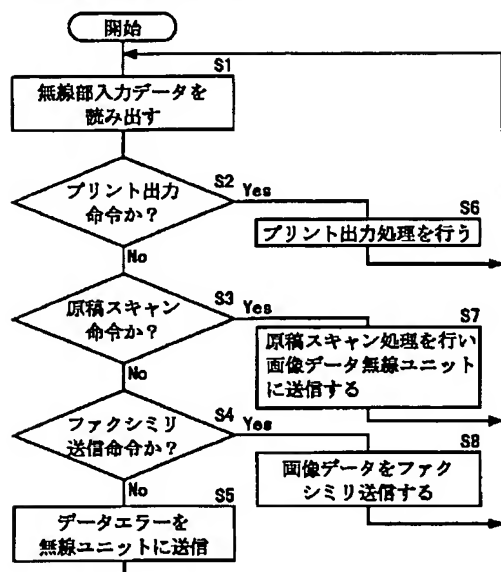 開始
S1
無線部入力データを
読み出す
S2
プリント出力
命令か?
Yes
No
S6
プリント出力処理を行う
S3
原稿スキャン
命令か?
Yes
No
S7
原稿スキャン処理を行い
画像データ無線ユニット
に送信する
S4
ファクシミリ
送信命令か?
Yes
No
S8
画像データをファク
シミリ送信する
S5
データエラーを
無線ユニットに送信